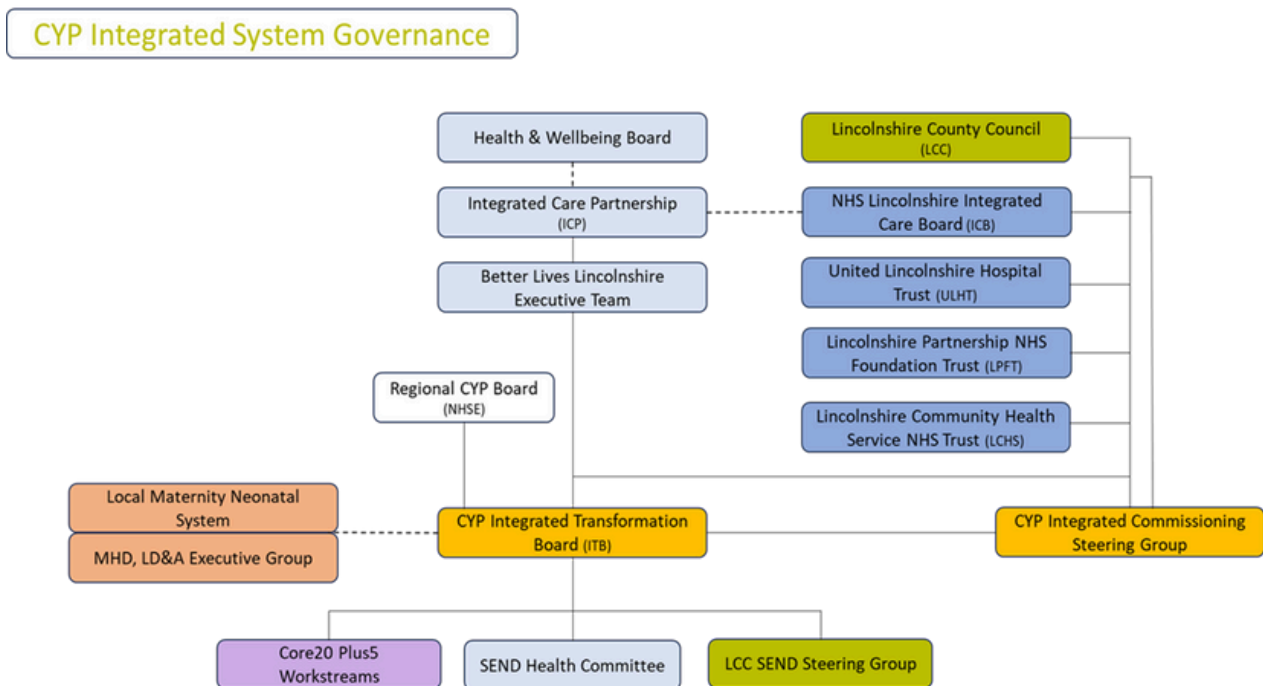 CYP Integrated System Governance
Health & Wellbeing Board
Lincolnshire County Council
(LCC)
Integrated Care Partnership
(ICP)
NHS Lincolnshire Integrated
Care Board (ICB)
Better Lives Lincolnshire
Executive Team
United Lincolnshire Hospital
Trust (ULHT)
Lincolnshire Partnership NHS
Foundation Trust (LPFT)
Regional CYP Board
(NHSE)
Lincolnshire Community Health
Service NHS Trust (LCHS)
Local Maternity Neonatal
System
MHD, LD&A Executive Group
CYP Integrated Transformation
Board (ITB)
CYP Integrated Commissioning
Steering Group
Core20 Plus5
Workstreams
SEND Health Committee
LCC SEND Steering Group